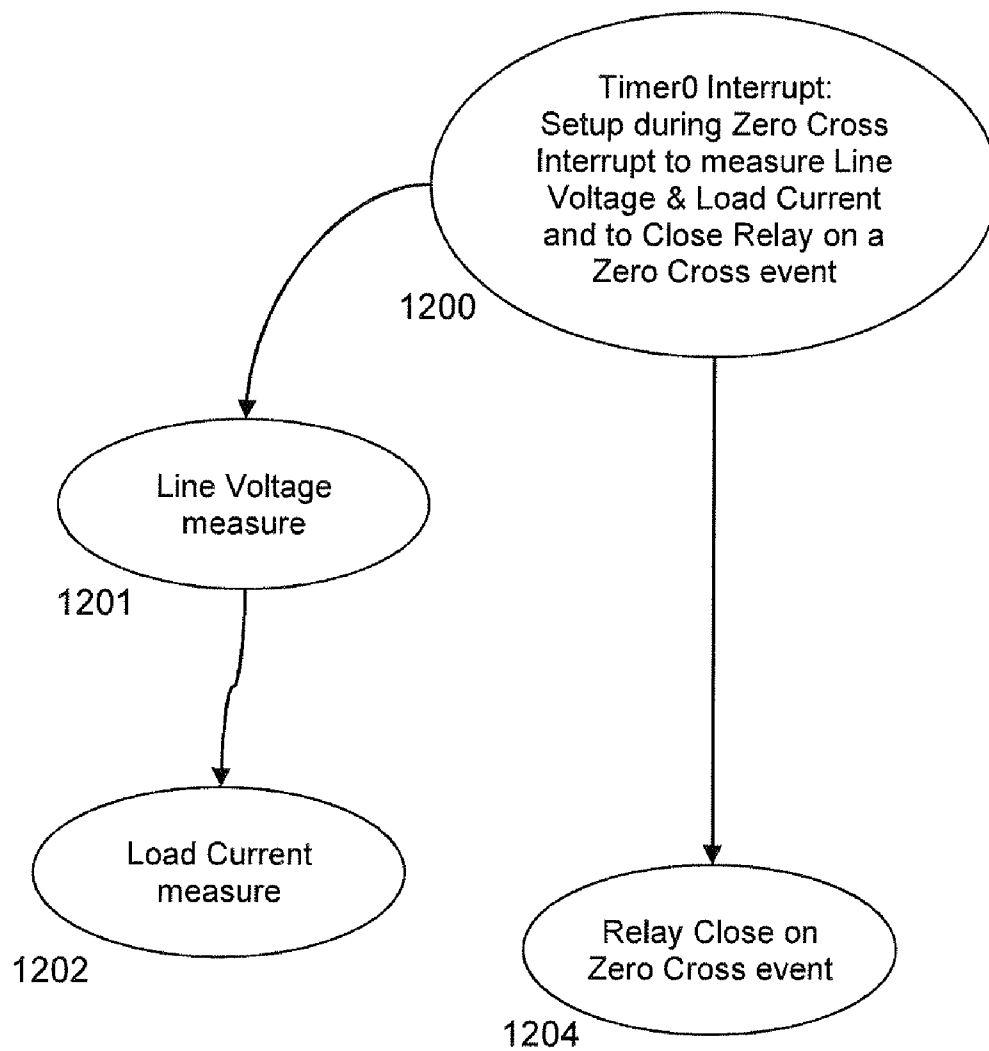 Timer0 Interrupt:
Setup during Zero Cross
Interrupt to measure Line
Voltage & Load Current
and to Close Relay on a
Zero Cross event
1200
Line Voltage
measure
1201
Load Current
measure
1202
Relay Close on
Zero Cross event
1204